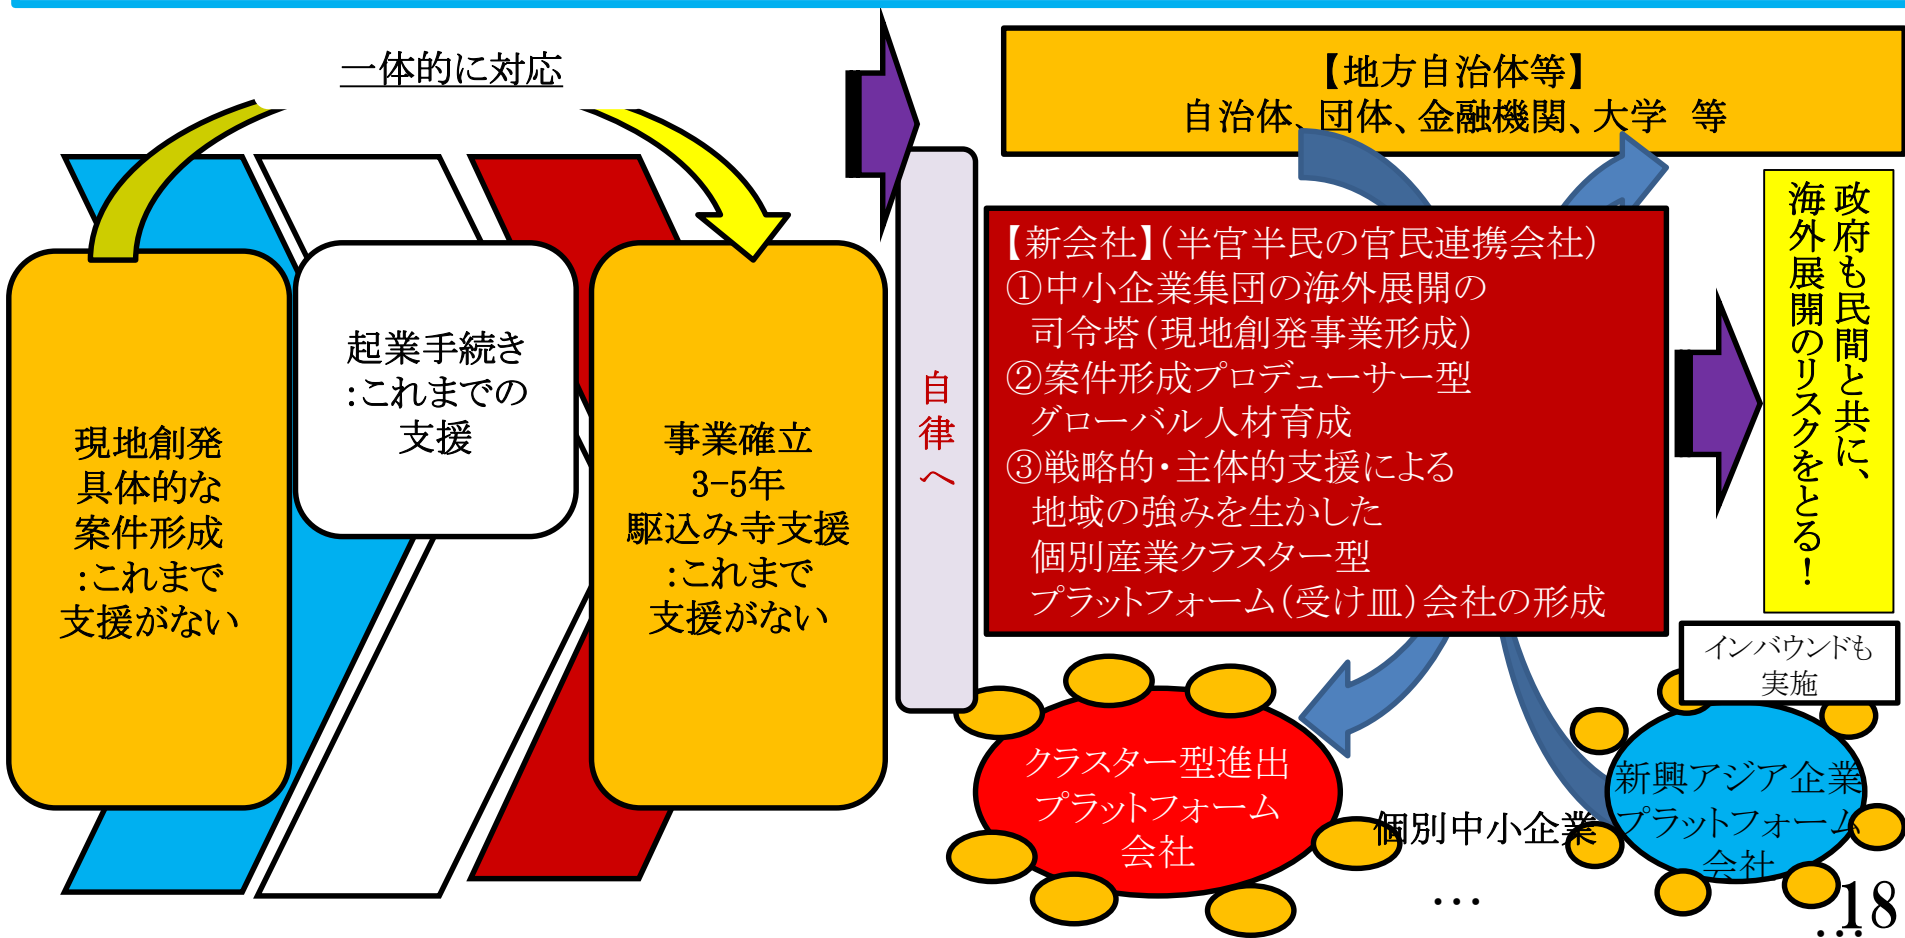 一体的に対応
現地創発
具体的な
案件形成
:これまで
支援がない
起業手続き
:これまでの
支援
事業確立
3-5年
駆込み寺支援
:これまで
支援がない
自律へ
【地方自治体等】
自治体、団体、金融機関、大学 等
【新会社】(半官半民の官民連携会社)
①中小企業集団の海外展開の
司令塔(現地創発事業形成)
②案件形成プロデューサー型
グローバル人材育成
③戦略的・主体的支援による
地域の強みを生かした
個別産業クラスター型
プラットフォーム(受け皿)会社の形成
政府も民間と共に、
海外展開のリスクをとる!
インバウンドも
実施
クラスター型進出
プラットフォーム
会社
個別中小企業
…
新興アジア企業
プラットフォーム
会社
…
18